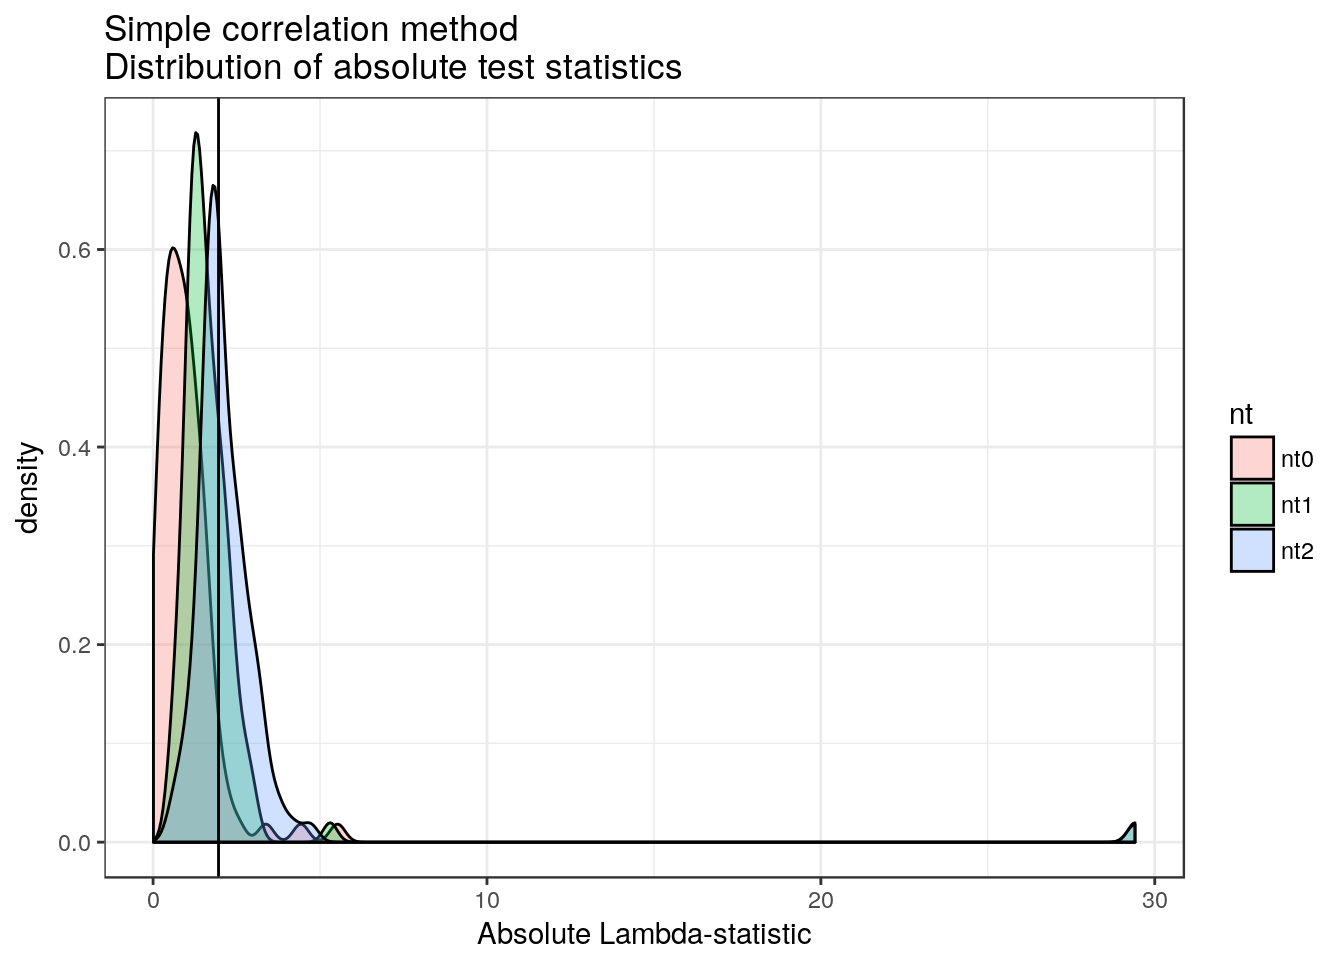 Simple correlation method
Distribution of absolute test statistics
density
0.6
0.4
0.2
0.0
0
10
20
30
Absolute Lambda-statistic
nt
nt0
nt1
nt2